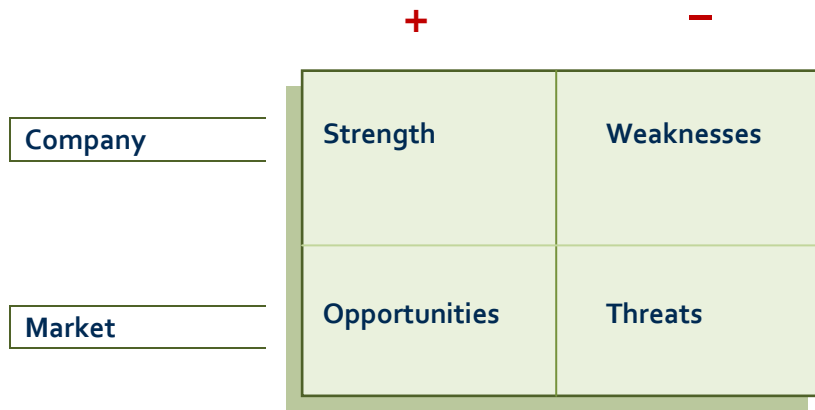 + –
Company Strength Weaknesses
Market Opportunities Threats